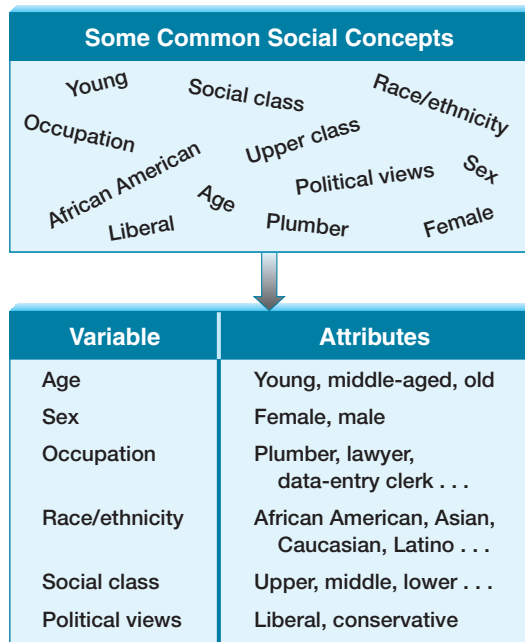 Some Common Social Concepts
Young
Social class
Race/ethnicity
Occupation
Upper class
African American
Political views
Sex
Age
Liberal
Plumber
Female
Variable Attributes
Age Young, middle-aged, old
Sex Female, male
Occupation Plumber, lawyer,
data-entry clerk . . .
Race/ethnicity African American, Asian,
Caucasian, Latino . . .
Social class Upper, middle, lower . . .
Political views Liberal, conservative